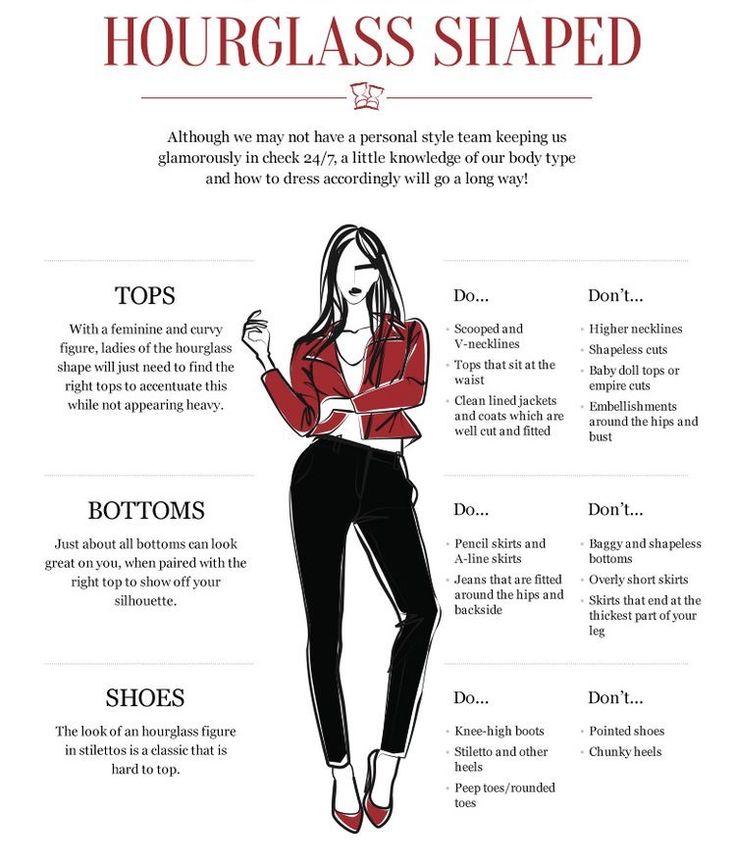 HOURGLASS SHAPED
Although we may not have a personal style team keeping us
glamorously in check 24/7, a little knowledge of our body type
and how to dress accordingly will go a long way!
TOPS
With a feminine and curvy
figure, ladies of the hourglass
shape will just need to find the
right tops to accentuate this
while not appearing heavy.
Do...
Scooped and
V-necklines
Tops that sit at the
waist
Clean lined jackets
and coats which are
well cut and fitted
Don't...
Higher necklines
Shapeless cuts
Baby doll tops or
empire cuts
Embellishments
around the hips and
bust
BOTTOMS
Just about all bottoms can look
great on you, when paired with the
right top to show off your
silhouette.
Do...
Pencil skirts and
A-line skirts
Jeans that are fitted
around the hips and
backside
Don't...
Baggy and shapeless
bottoms
Overly short skirts
Skirts that end at the
thickest part of your
leg
SHOES
The look of an hourglass figure
in stilettos is a classic that is
hard to top.
Do...
Knee-high boots
Stiletto and other
heels
Peep toes/rounded
toes
Don't...
Pointed shoes
Chunky heels